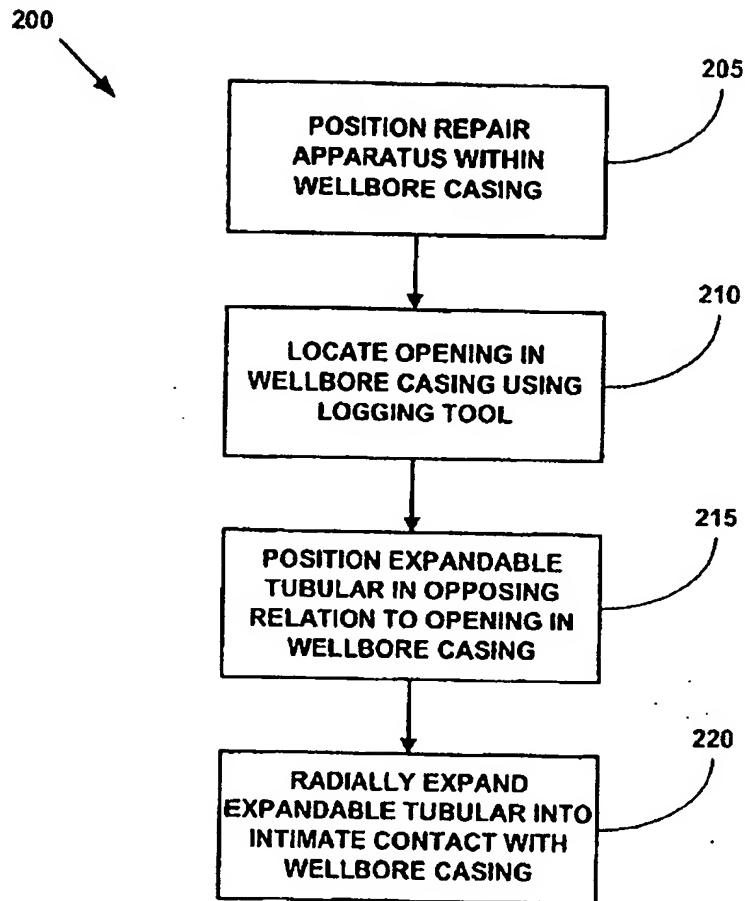 200
205
POSITION REPAIR
APPARATUS WITHIN
WELLBORE CASING
210
LOCATE OPENING IN
WELLBORE CASING USING
LOGGING TOOL
215
POSITION EXPANDABLE
TUBULAR IN OPPOSING
RELATION TO OPENING IN
WELLBORE CASING
220
RADIALLY EXPAND
EXPANDABLE TUBULAR INTO
INTIMATE CONTACT WITH
WELLBORE CASING